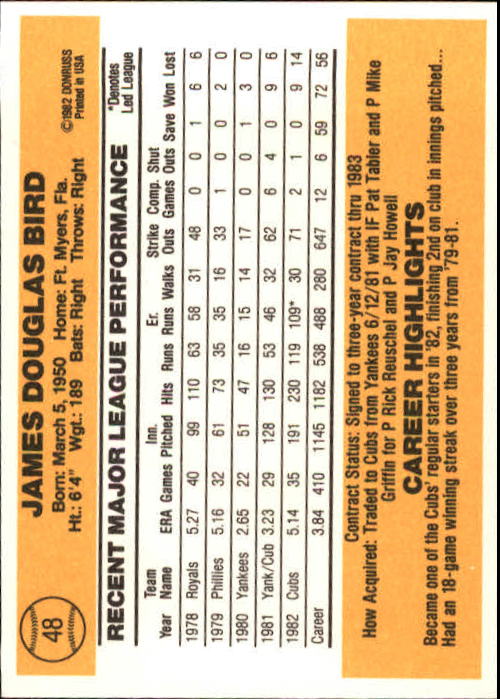 48
JAMES DOUGLAS BIRD
Born: March 5, 1950 Home: Ft. Myers, Fla.
Ht.: 6'4" Wgt.: 189 Bats: Right Throws: Right
©1982 DONRUSS
Printed in USA
RECENT MAJOR LEAGUE PERFORMANCE
*Denotes
Led League
Team Inn. Er. Strike Comp. Shut
Year Name ERA Games Pitched Hits Runs Runs Walks Outs Games Outs Save Won Lost
1978 Royals 5.27 40 99 110 63 58 31 48 0 0 1 6 6
1979 Phillies 5.16 32 61 73 35 35 16 33 1 0 0 2 0
1980 Yankees 2.65 22 51 47 16 15 14 17 0 0 1 3 0
1981 Yank/Cub 3.23 29 128 130 53 46 32 62 6 4 0 9 6
1982 Cubs 5.14 35 191 230 119 109* 30 71 2 1 0 9 14
Career 3.84 410 1145 1182 538 488 280 647 12 6 59 72 56
Contract Status: Signed to three-year contract thru 1983
How Acquired: Traded to Cubs from Yankees 6/12/81 with IF Pat Tabler and P Mike
Griffin for P Rick Reuschel and P Jay Howell
CAREER HIGHLIGHTS
Became one of the Cubs' regular starters in '82, finishing 2nd on club in innings pitched...
Had an 18-game winning streak over three years from '79-81.